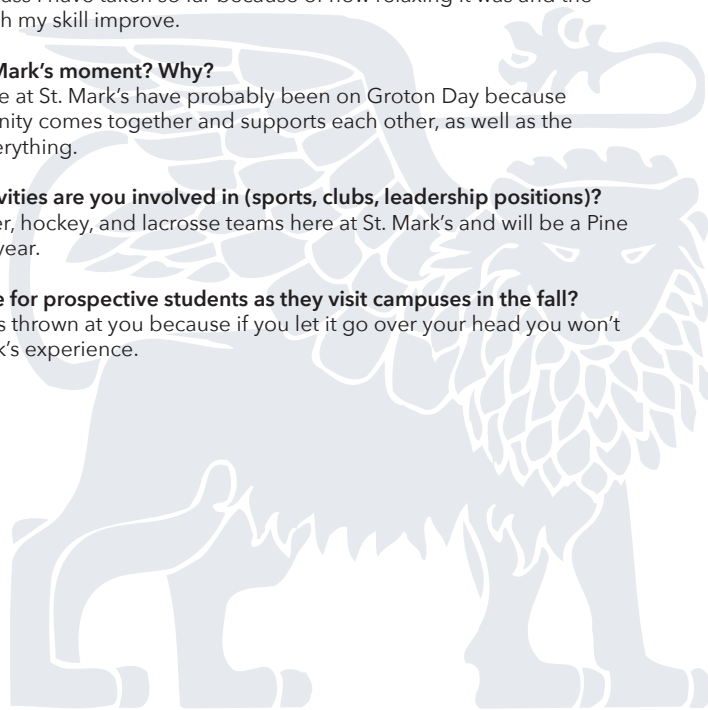 ass I have taken so far because of how relaxing it was and the
h my skill improve.
Mark's moment? Why?
e at St. Mark's have probably been on Groton Day because
nity comes together and supports each other, as well as the
erything.
vities are you involved in (sports, clubs, leadership positions)?
er, hockey, and lacrosse teams here at St. Mark's and will be a Pine
year.
e for prospective students as they visit campuses in the fall?
s thrown at you because if you let it go over your head you won't
k's experience.